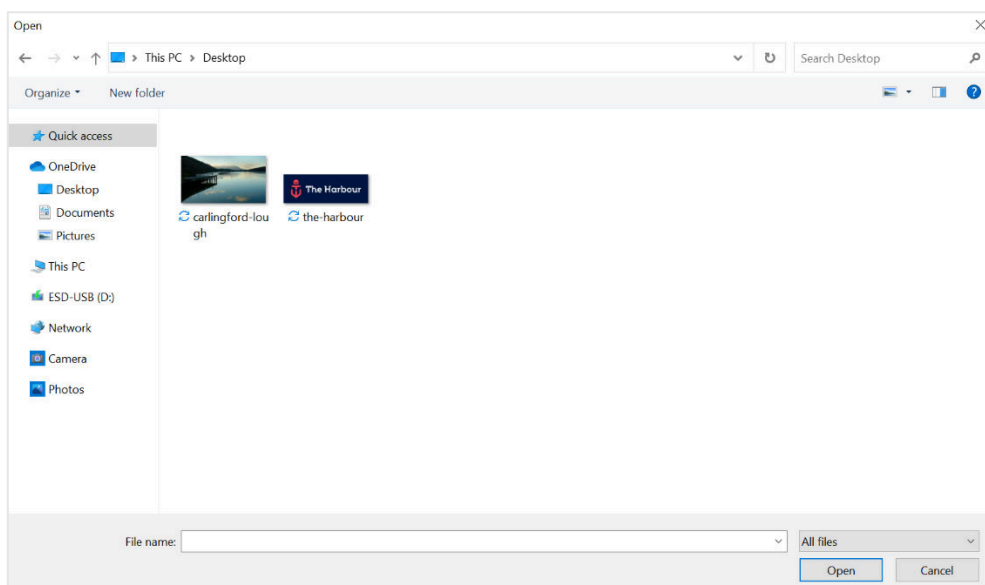 Open
This PC > Desktop
Search Desktop
Organize
New folder
Quick access
OneDrive
Desktop
Documents
Pictures
This PC
ESD-USB (D:)
Network
Camera
Photos
The Harbour
carlingford-lou
gh
the-harbour
File name:
All files
Open
Cancel